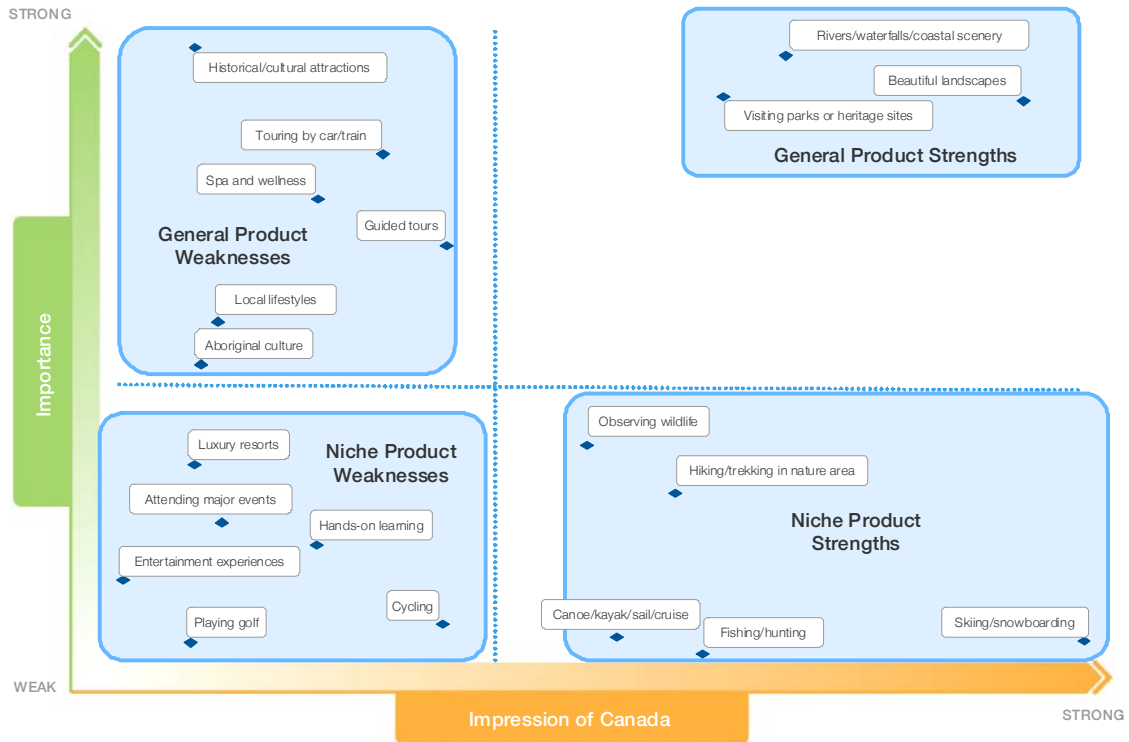 STRONG
Rivers/waterfalls/coastal scenery
Historical/cultural attractions
Beautiful landscapes
Visiting parks or heritage sites
Touring by car/train
General Product Strengths
Spa and wellness
Guided tours
General Product
Weaknesses
Local lifestyles
Aboriginal culture
Importance
Observing wildlife
Luxury resorts
Niche Product
Weaknesses
Hiking/trekking in nature area
Attending major events
Hands-on learning
Niche Product
Strengths
Entertainment experiences
Cycling
Playing golf
Canoe/kayak/sail/cruise
Fishing/hunting
Skiing/snowboarding
WEAK
Impression of Canada
STRONG